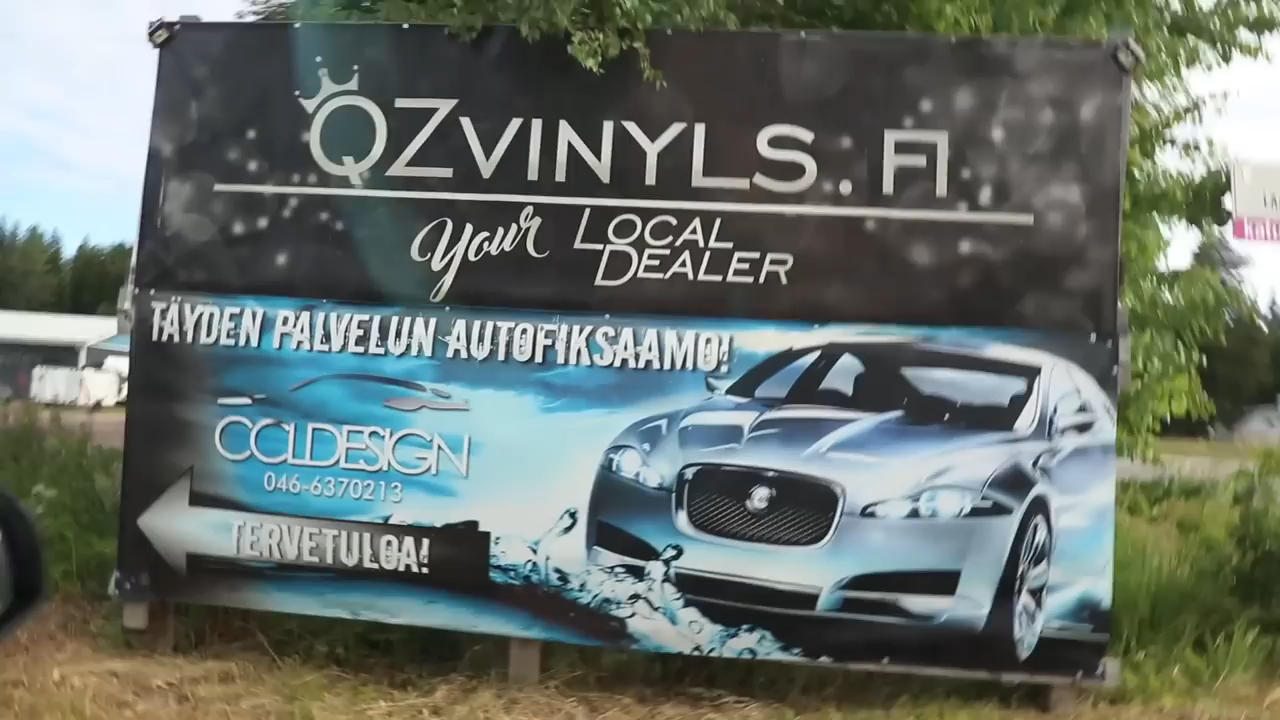 QZVINYLS.FI
Your LOCAL DEALER
TÄYDEN PALVELUN AUTOFIKSAAMO!
CCLDESIGN
046-6370213
TERVETULOA!